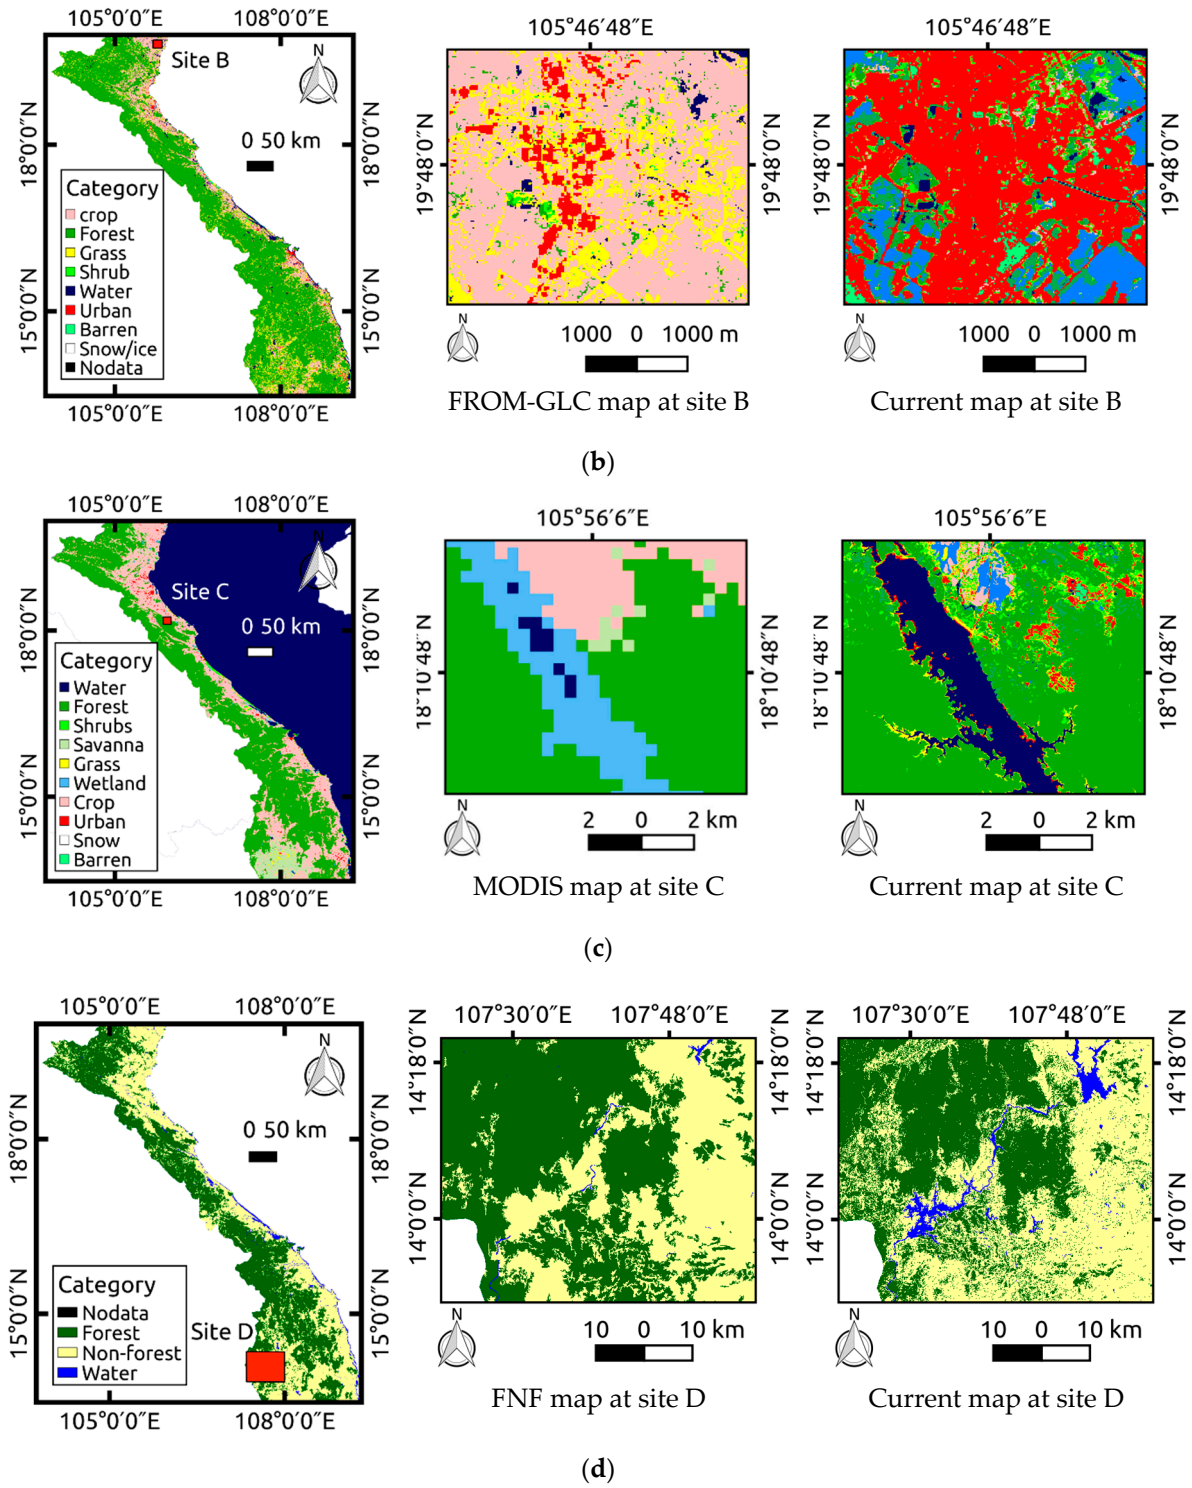 105°0′0″E 108°0′0″E
105°46′48″E
105°46′48″E
Site B
N
0 50 km
18°0′0″N
15°0′0″N
18°0′0″N
15°0′0″N
Category
crop
Forest
Grass
Shrub
Water
Urban
Barren
Snow/ice
Nodata
105°0′0″E 108°0′0″E
19°48′0″N
19°48′0″N
19°48′0″N
19°48′0″N
N
1000 0 1000 m
N
1000 0 1000 m
FROM-GLC map at site B
Current map at site B
(b)
105°0′0″E 108°0′0″E
105°56′6″E
105°56′6″E
N
Site C
0 50 km
18°0′0″N
15°0′0″N
18°0′0″N
15°0′0″N
Category
Water
Forest
Shrubs
Savanna
Grass
Wetland
Crop
Urban
Snow
Barren
105°0′0″E 108°0′0″E
18°10′48″N
18°10′48″N
18°10′48″N
18°10′48″N
N
2 0 2 km
N
2 0 2 km
MODIS map at site C
Current map at site C
(c)
105°0′0″E 108°0′0″E
107°30′0″E 107°48′0″E
107°30′0″E 107°48′0″E
N
0 50 km
18°0′0″N
15°0′0″N
18°0′0″N
15°0′0″N
Category
Nodata
Forest
Non-forest
Water
Site D
105°0′0″E 108°0′0″E
14°18′0″N
14°0′0″N
14°18′0″N
14°0′0″N
14°18′0″N
14°0′0″N
14°18′0″N
14°0′0″N
N
10 0 10 km
N
10 0 10 km
FNF map at site D
Current map at site D
(d)